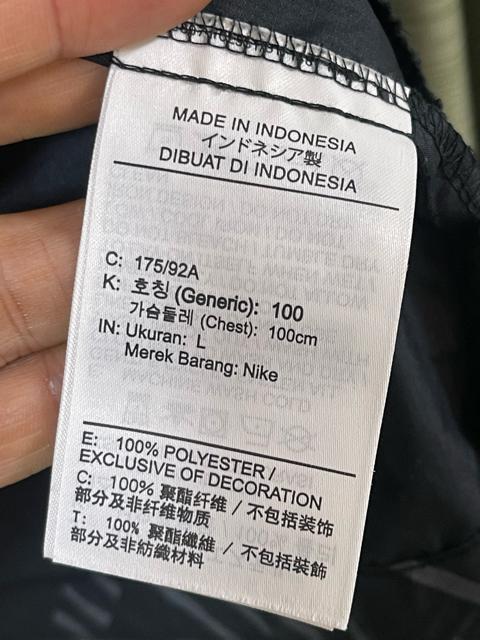 MADE IN INDONESIA
インドネシア製
DIBUAT DI INDONESIA
C: 175/92A
K: 호칭 (Generic): 100
가슴둘레 (Chest): 100cm
IN: Ukuran: L
Merek Barang: Nike
E: 100% POLYESTER /
EXCLUSIVE OF DECORATION
C: 100% 聚酯纤维 / 不包括装饰
部分及非纤维物质
T: 100% 聚酯纖維 / 不包括裝飾
部分及非紡織材料